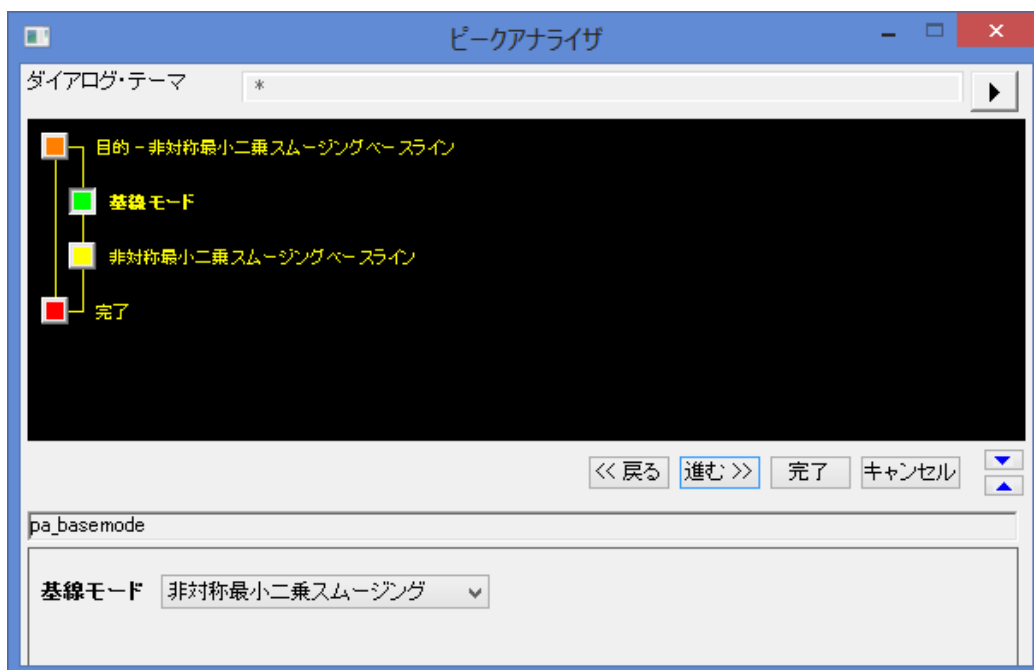 ピークアナライザ
ダイアログ・テーマ *
目的 - 非対称最小二乗スムージングベースライン
基線モード
非対称最小二乗スムージングベースライン
完了
<< 戻る 進む >> 完了 キャンセル
pa_basemode
基線モード 非対称最小二乗スムージング